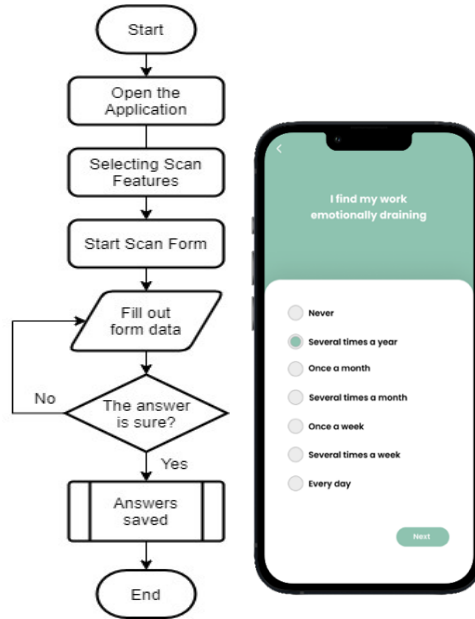 Start
Open the
Application
Selecting Scan
Features
Start Scan Form
Fill out
form data
No
The answer
is sure?
Yes
Answers
saved
End
I find my work
emotionally draining
Never
Several times a year
Once a month
Several times a month
Once a week
Several times a week
Every day
Next